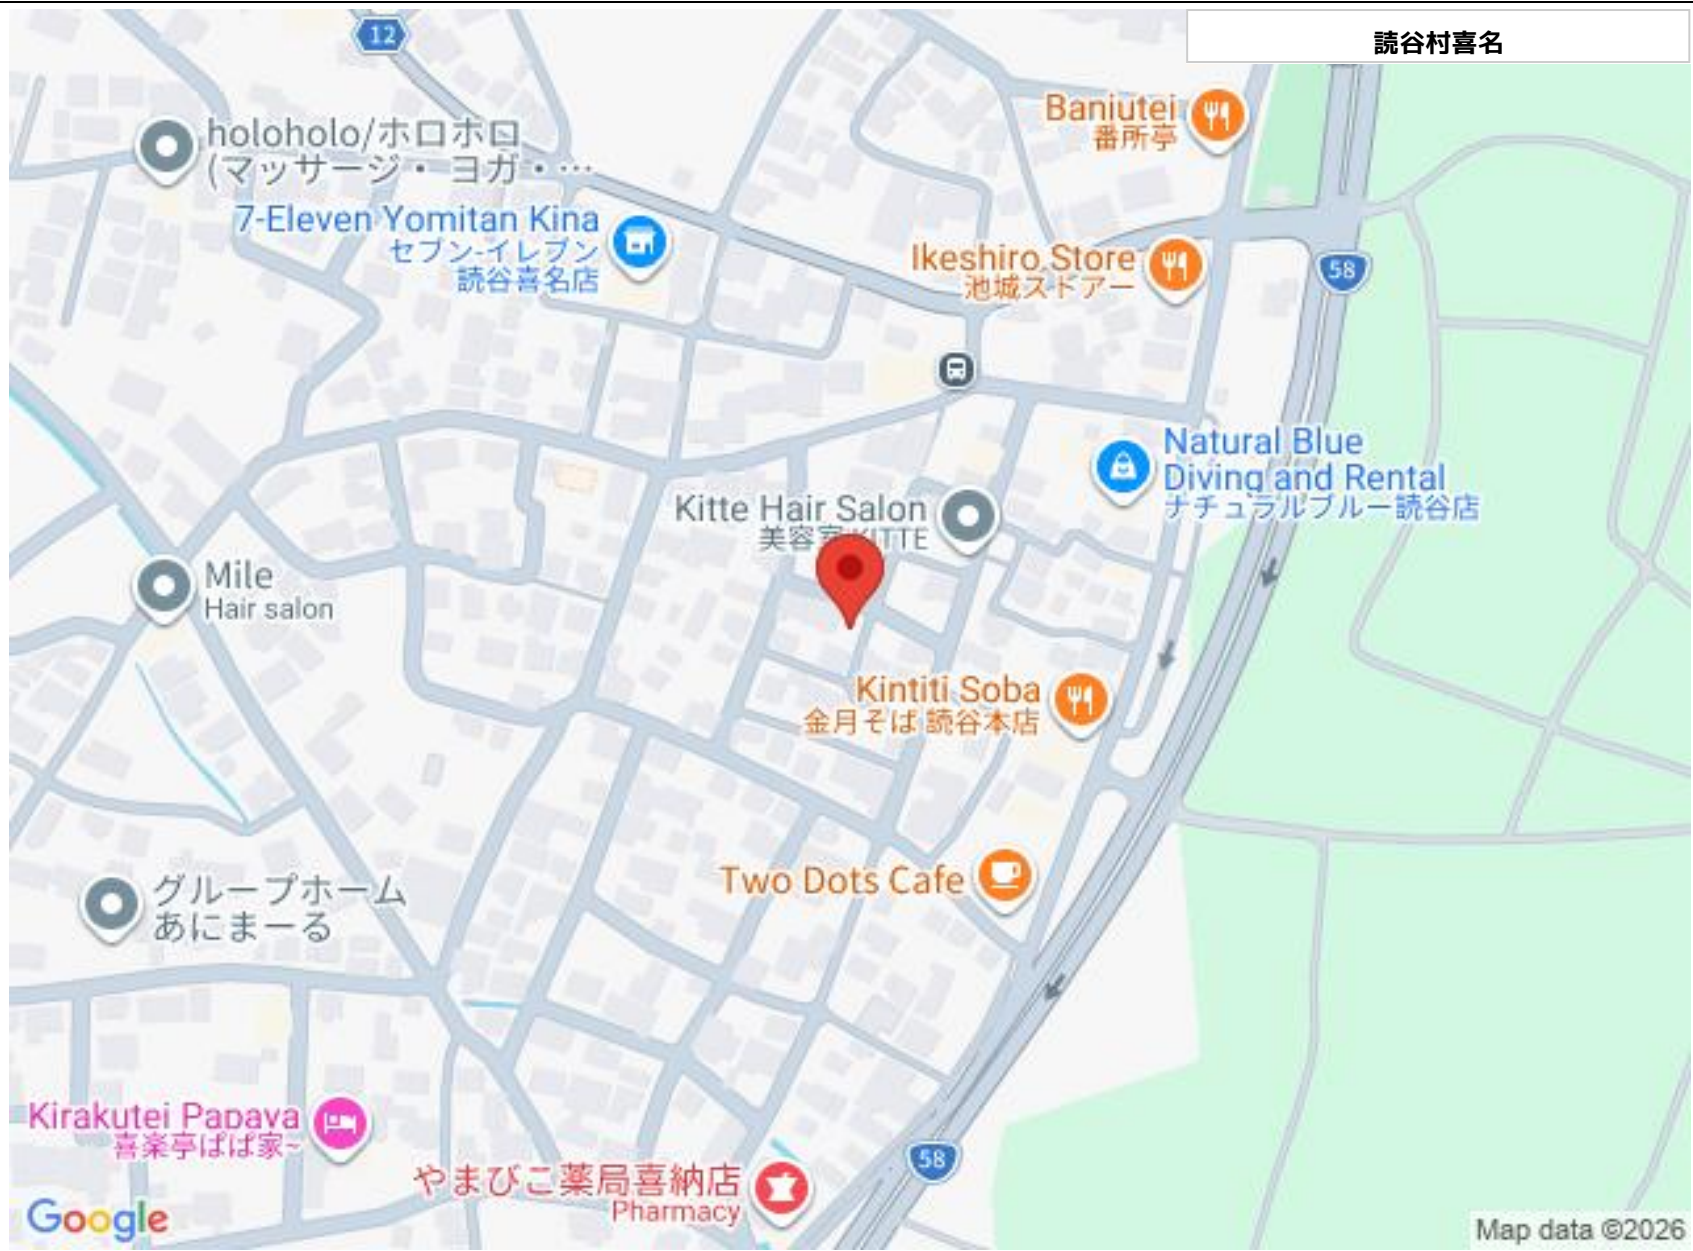 12
読谷村喜名
Baniutei
番所亭
holoholo/ホロホロ
(マッサージ・ヨガ・…
7-Eleven Yomitan Kina
セブン-イレブン
読谷喜名店
Ikeshiro Store
池城ストアー
58
Natural Blue
Diving and Rental
ナチュラルブルー読谷店
Kitte Hair Salon
美容室 KITTE
Mile
Hair salon
Kintiti Soba
金月そば 読谷本店
Two Dots Cafe
グループホーム
あにまーる
Kirakutei Papaya
喜楽亭ぱぱ家~
やまびこ薬局喜納店
Pharmacy
58
Google
Map data ©2026